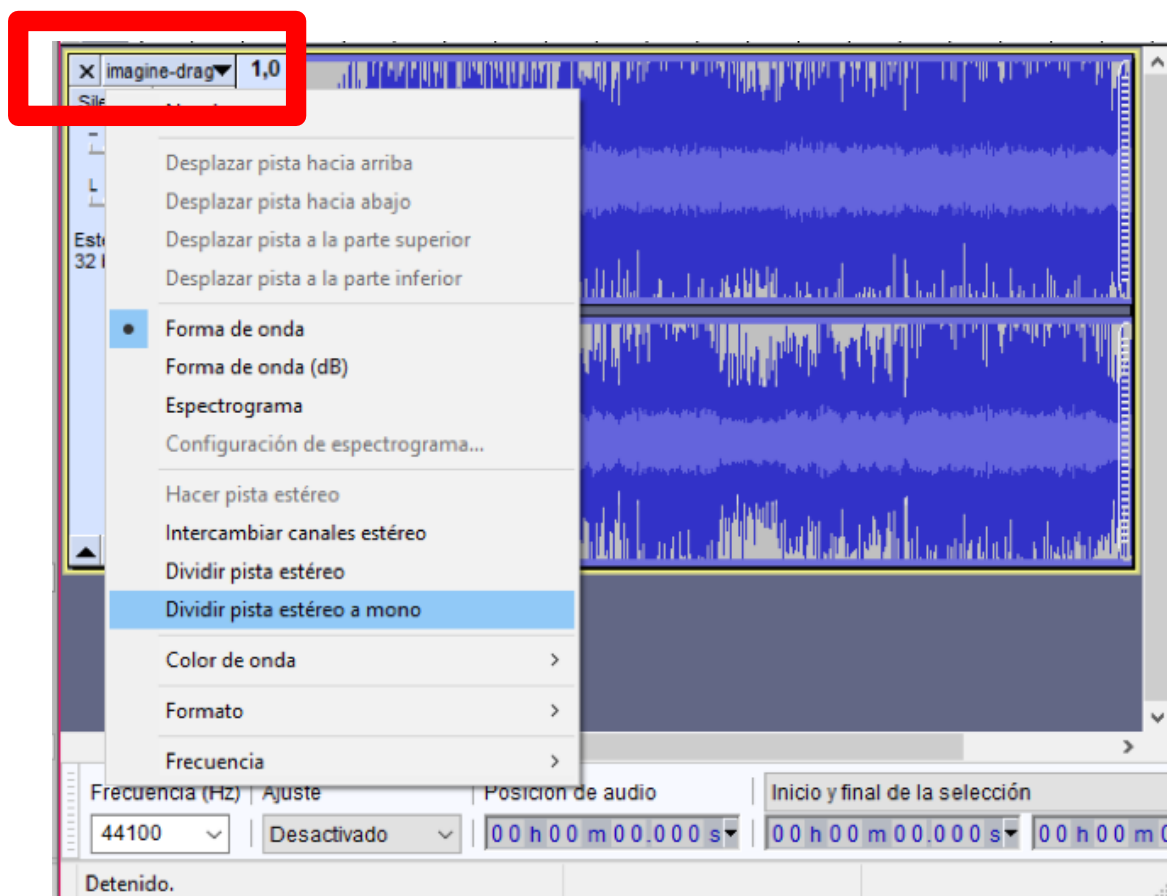 imagine-drag 1,0
Desplazar pista hacia arriba
L
Desplazar pista hacia abajo
Desplazar pista a la parte superior
32
Desplazar pista a la parte inferior
Forma de onda
Forma de onda (dB)
Espectrograma
Configuración de espectrograma...
Hacer pista estéreo
Intercambiar canales estéreo
Dividir pista estéreo
Dividir pista estéreo a mono
Color de onda
Formato
Frecuencia
Frecuencia (Hz) Ajuste Posición de audio Inicio y final de la selección
44100 Desactivado 00 h 00 m 00.000 s 00 h 00 m 00.000 s 00 h 00 m
Detenido.